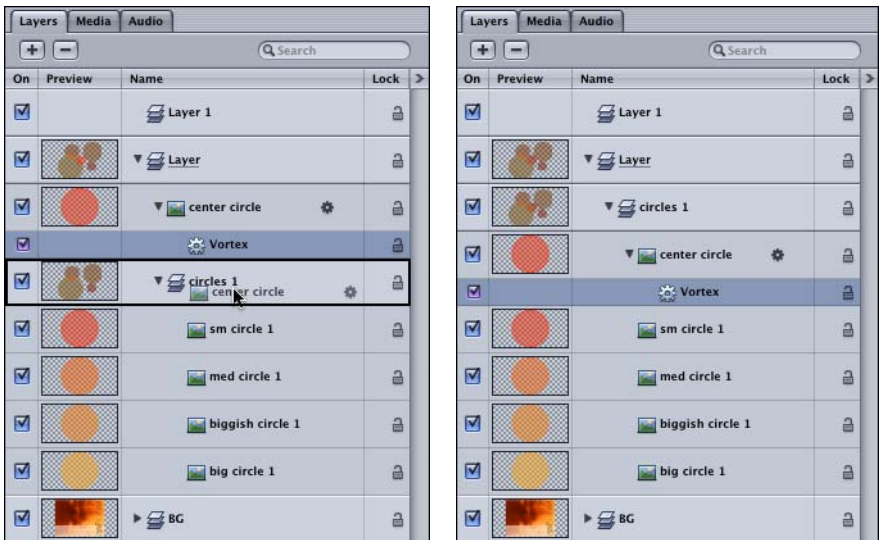 Layers Media Audio
+ −
Search
On Preview Name Lock >
Layer 1
Layer
center circle
Vortex
circles 1
center circle
sm circle 1
med circle 1
biggish circle 1
big circle 1
BG
Layers Media Audio
+ −
Search
On Preview Name Lock >
Layer 1
Layer
circles 1
center circle
Vortex
sm circle 1
med circle 1
biggish circle 1
big circle 1
BG